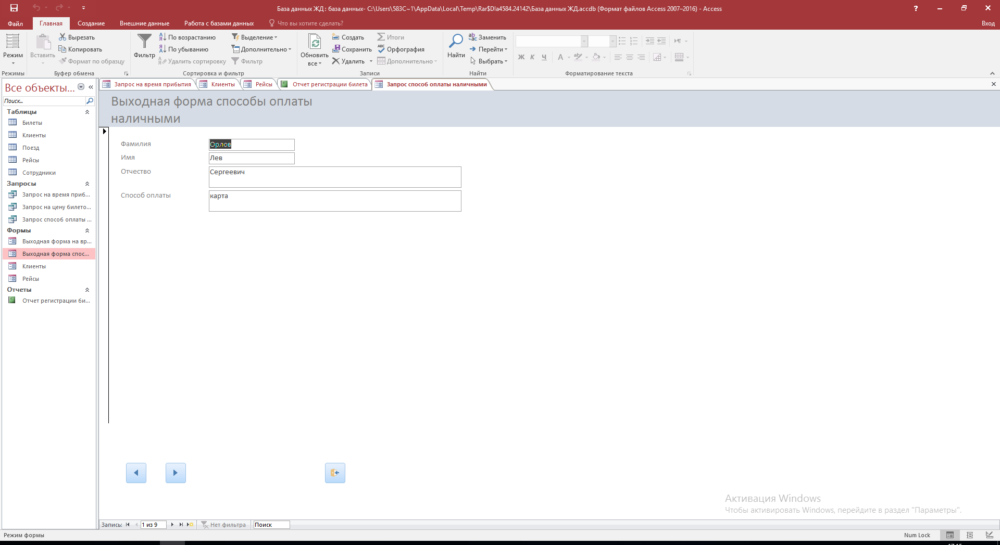 База данных ЖД : база данных- C:\Users\583C~1\AppData\Local\Temp\Rar$DIa4584.24142\База данных ЖД.accdb (Формат файлов Access 2007–2016) - Access
Файл Главная Создание Внешние данные Работа с базами данных Что вы хотите сделать? Вход
Режим
Режимы
Вставить
Вырезать
Копировать
Формат по образцу
Буфер обмена
Фильтр
По возрастанию
По убыванию
Удалить сортировку
Выделение
Дополнительно
Фильтр
Сортировка и фильтр
Обновить
все
Создать
Сохранить
Удалить
Итоги
Орфография
Дополнительно
Записи
Найти
Заменить
Перейти
Выбрать
Найти
Ж К Ч А
Форматирование текста
Все объекты...
Поиск...
Таблицы
Билеты
Клиенты
Поезд
Рейсы
Сотрудники
Запросы
Запрос на время приб...
Запрос на цену билето...
Запрос способ оплаты ...
Формы
Выходная форма на вр...
Выходная форма спос...
Клиенты
Рейсы
Отчеты
Отчет регистрации би...
Запрос на время прибытия Клиенты Рейсы Отчет регистрации билета Запрос способ оплаты наличными
Выходная форма способы оплаты
наличными
Фамилия Орлов
Имя Лев
Отчество Сергеевич
Способ оплаты карта
Активация Windows
Чтобы активировать Windows, перейдите в раздел "Параметры".
Запись: 1 из 9 Нет фильтра Поиск
Режим формы Num Lock